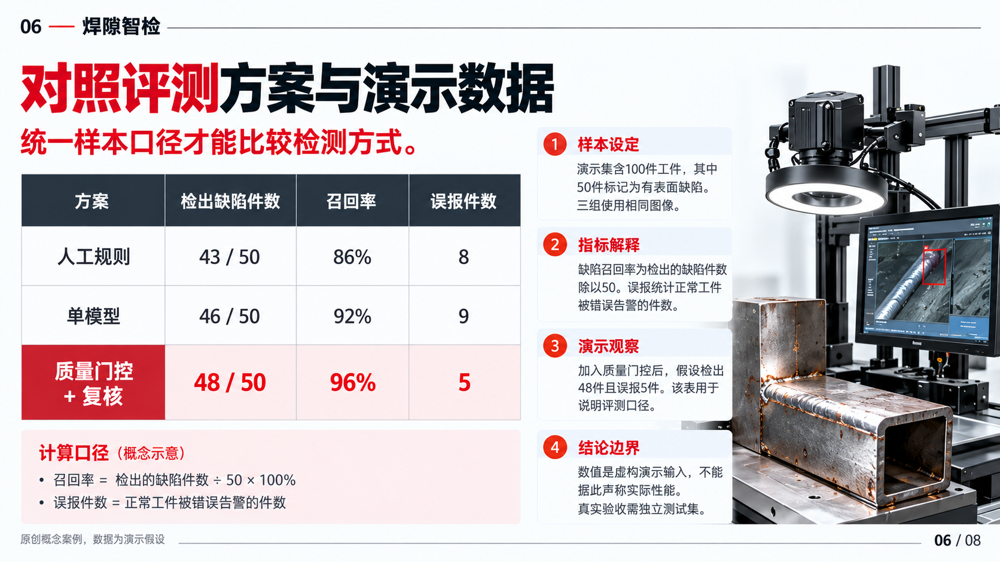 06 — 焊隙智检
对照评测方案与演示数据
统一样本口径才能比较检测方式。
方案 检出缺陷件数 召回率 误报件数
人工规则 43 / 50 86% 8
单模型 46 / 50 92% 9
质量门控
+ 复核 48 / 50 96% 5
计算口径（概念示意）
• 召回率 = 检出的缺陷件数 ÷ 50 × 100%
• 误报件数 = 正常工件被错误告警的件数
1 样本设定
演示集含100件工件，其中
50件标记为有表面缺陷。
三组使用相同图像。
2 指标解释
缺陷召回率为检出的缺陷件数
除以50。误报统计正常工件
被错误告警的件数。
3 演示观察
加入质量门控后，假设检出
48件且误报5件。该表用于
说明评测口径。
4 结论边界
数值是虚构演示输入，不能
据此声称实际性能。
真实验收需独立测试集。
原创概念案例，数据为演示假设
06 / 08